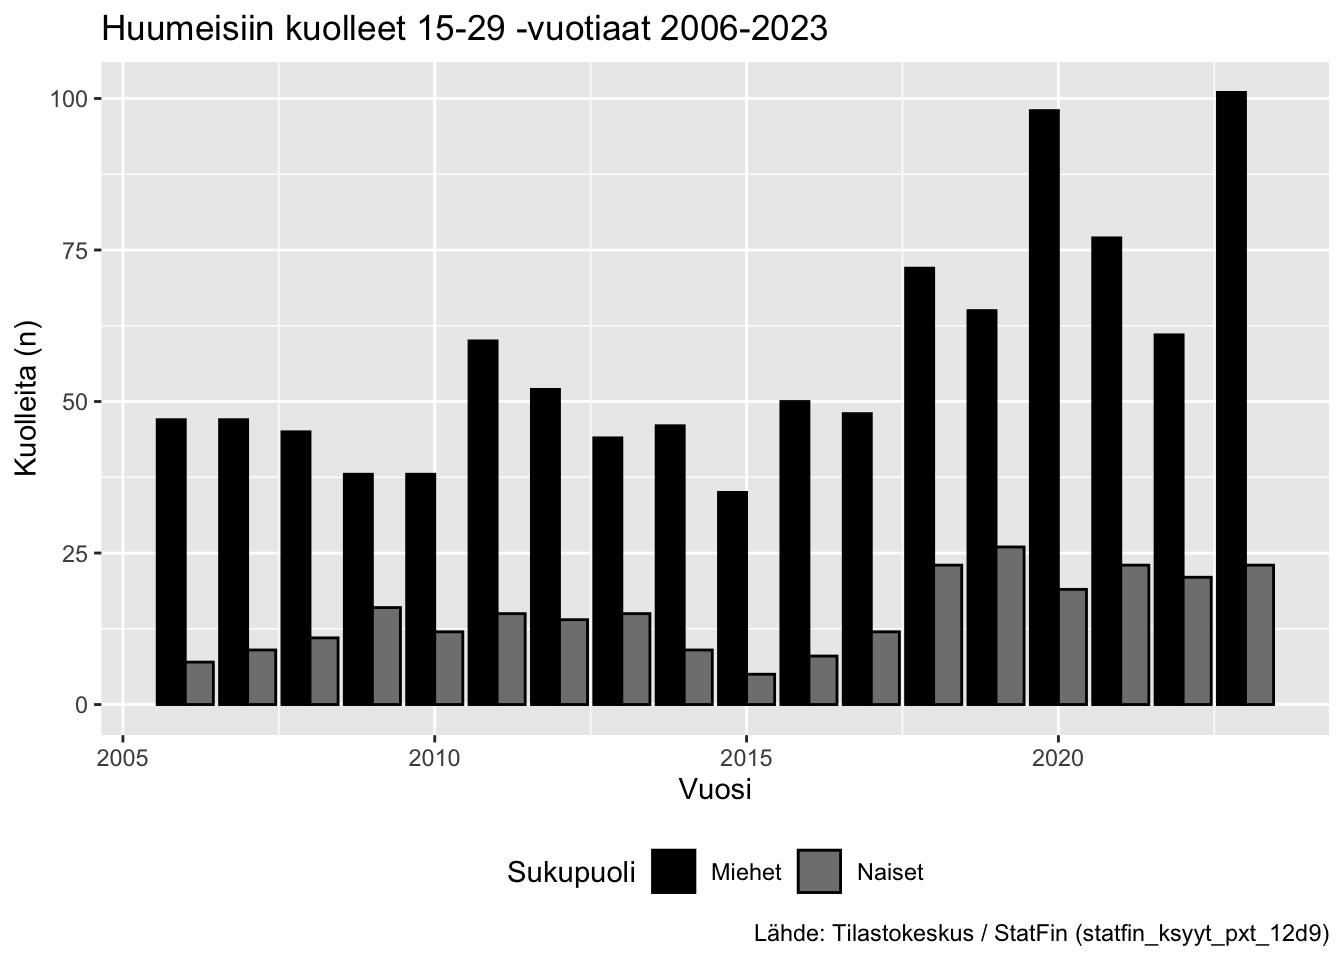 Huumeisiin kuolleet 15-29 -vuotiaat 2006-2023
Kuolleita (n)
100
75
50
25
0
2005 2010 2015 2020
Vuosi
Sukupuoli Miehet Naiset
Lähde: Tilastokeskus / StatFin (statfin_ksyyt_pxt_12d9)